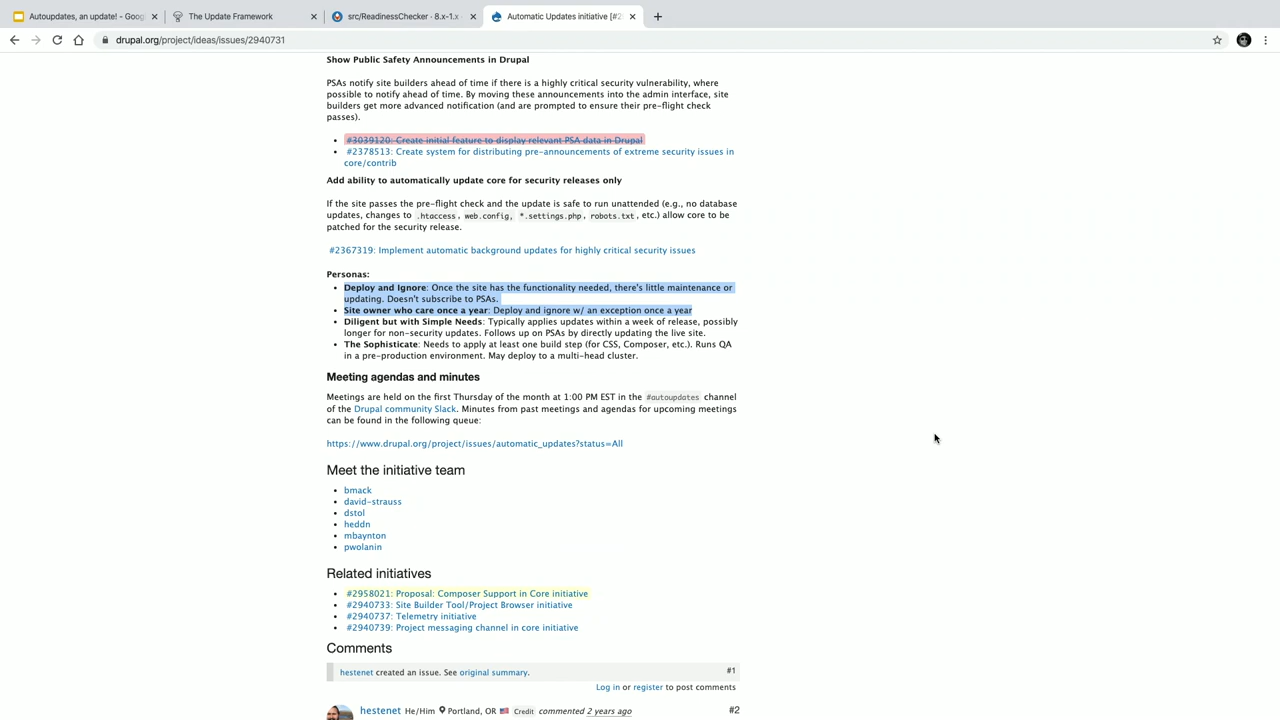 Autoupdates, an update! - Goog
The Update Framework
src/ReadinessChecker · 8.x-1.x
Automatic Updates initiative [#2
drupal.org/project/ideas/issues/2940731
Show Public Safety Announcements in Drupal
PSAs notify site builders ahead of time if there is a highly critical security vulnerability, where
possible to notify ahead of time. By moving these announcements into the admin interface, site
builders get more advanced notification (and are prompted to ensure their pre-flight check
passes).
#3039120: Create initial feature to display relevant PSA data in Drupal
#2378513: Create system for distributing pre-announcements of extreme security issues in
core/contrib
Add ability to automatically update core for security releases only
If the site passes the pre-flight check and the update is safe to run unattended (e.g., no database
updates, changes to .htaccess, web.config, *.settings.php, robots.txt, etc.) allow core to be
patched for the security release.
#2367319: Implement automatic background updates for highly critical security issues
Personas:
Deploy and Ignore: Once the site has the functionality needed, there's little maintenance or
updating. Doesn't subscribe to PSAs.
Site owner who care once a year: Deploy and ignore w/ an exception once a year
Diligent but with Simple Needs: Typically applies updates within a week of release, possibly
longer for non-security updates. Follows up on PSAs by directly updating the live site.
The Sophisticate: Needs to apply at least one build step (for CSS, Composer, etc.). Runs QA
in a pre-production environment. May deploy to a multi-head cluster.
Meeting agendas and minutes
Meetings are held on the first Thursday of the month at 1:00 PM EST in the #autoupdates channel
of the Drupal community Slack. Minutes from past meetings and agendas for upcoming meetings
can be found in the following queue:
https://www.drupal.org/project/issues/automatic_updates?status=All
Meet the initiative team
bmack
david-strauss
dstol
heddn
mbaynton
pwolanin
Related initiatives
#2958021: Proposal: Composer Support in Core initiative
#2940733: Site Builder Tool/Project Browser initiative
#2940737: Telemetry initiative
#2940739: Project messaging channel in core initiative
Comments
hestenet created an issue. See original summary. #1
Log in or register to post comments
hestenet He/Him Portland, OR Credit commented 2 years ago #2